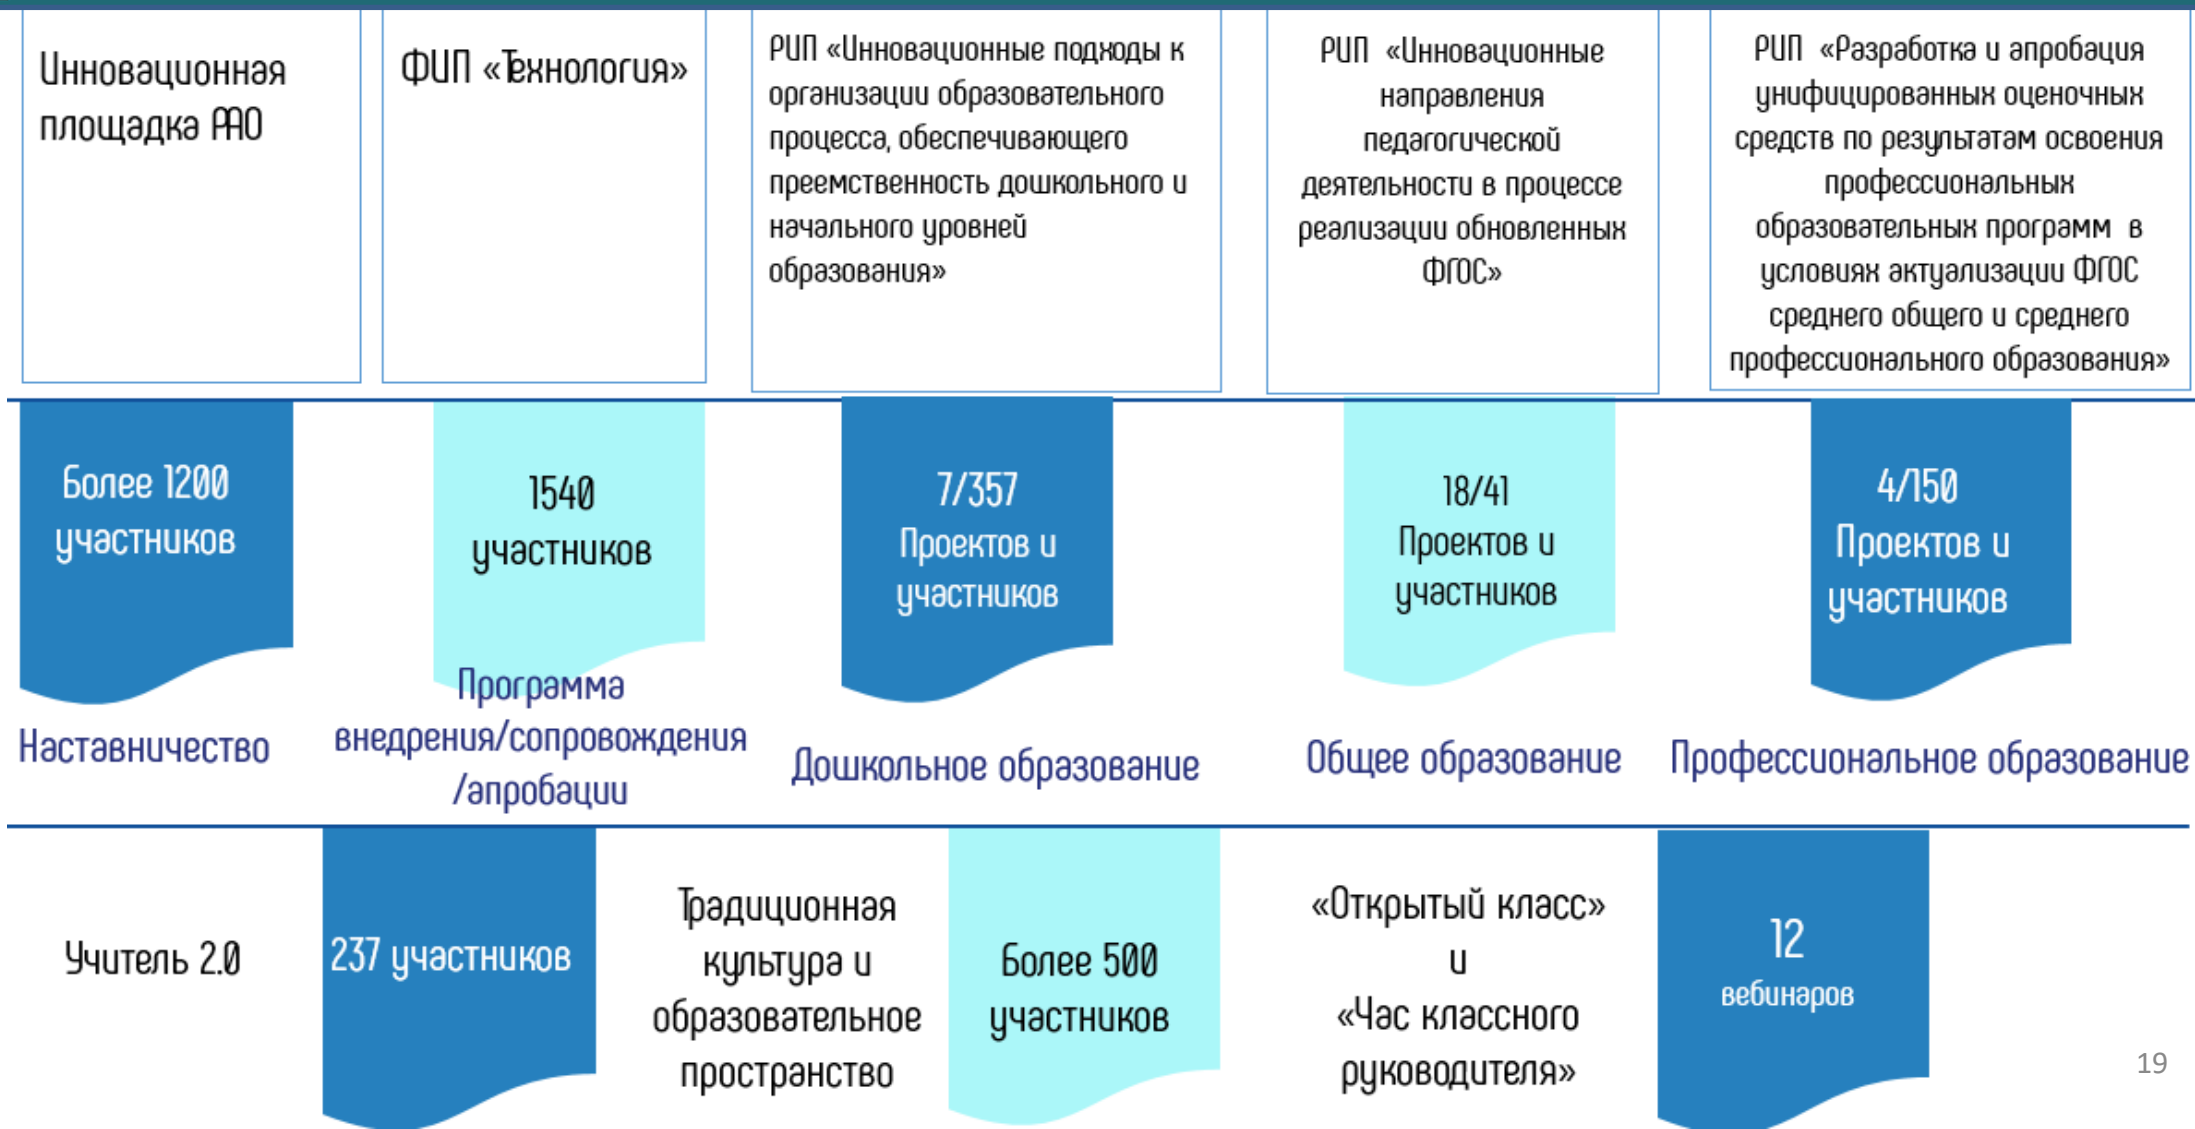 Инновационная
площадка РАО
ФИП «Технология»
РИП «Инновационные подходы к
организации образовательного
процесса, обеспечивающего
преемственность дошкольного и
начального уровней
образования»
РИП «Инновационные
направления
педагогической
деятельности в процессе
реализации обновленных
ФГОС»
РИП «Разработка и апробация
унифицированных оценочных
средств по результатам освоения
профессиональных
образовательных программ в
условиях актуализации ФГОС
среднего общего и среднего
профессионального образования»
Более 1200
участников
1540
участников
7/357
Проектов и
участников
18/41
Проектов и
участников
4/150
Проектов и
участников
Наставничество
Программа
внедрения/сопровождения
/апробации
Дошкольное образование
Общее образование
Профессиональное образование
Учитель 2.0
237 участников
Традиционная
культура и
образовательное
пространство
Более 500
участников
«Открытый класс»
и
«Час классного
руководителя»
12
вебинаров
19